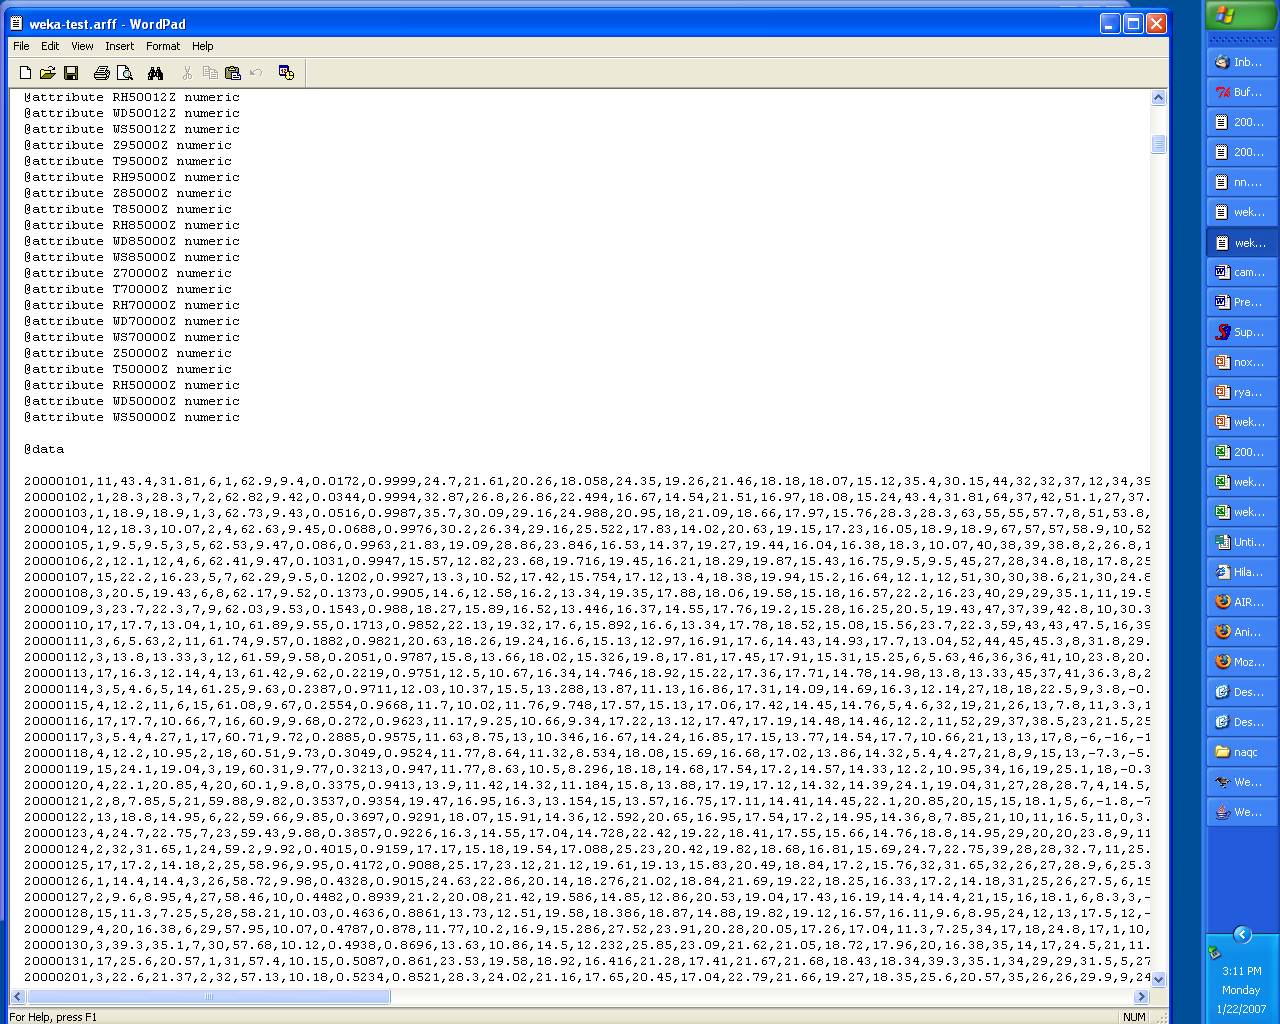 weka-test.arff - WordPad
File Edit View Insert Format Help
@attribute RH50012Z numeric
@attribute WD50012Z numeric
@attribute WS50012Z numeric
@attribute Z95000Z numeric
@attribute T95000Z numeric
@attribute RH95000Z numeric
@attribute Z85000Z numeric
@attribute T85000Z numeric
@attribute RH85000Z numeric
@attribute WD85000Z numeric
@attribute WS85000Z numeric
@attribute Z70000Z numeric
@attribute T70000Z numeric
@attribute RH70000Z numeric
@attribute WD70000Z numeric
@attribute WS70000Z numeric
@attribute Z50000Z numeric
@attribute T50000Z numeric
@attribute RH50000Z numeric
@attribute WD50000Z numeric
@attribute WS50000Z numeric
@data
20000101,11,43.4,31.81,6,1,62.9,9.4,0.0172,0.9999,24.7,21.61,20.26,18.058,24.35,19.26,21.46,18.18,18.07,15.12,35.4,30.15,44,32,32,37,12,34,39
20000102,1,28.3,28.3,7,2,62.82,9.42,0.0344,0.9994,32.87,26.8,26.86,22.494,16.67,14.54,21.51,16.97,18.08,15.24,43.4,31.81,64,37,42,51.1,27,37.
20000103,1,18.9,18.9,1,3,62.73,9.43,0.0516,0.9987,35.7,30.09,29.16,24.988,20.95,18,21.09,18.66,17.97,15.76,28.3,28.3,63,55,55,57.7,8,51,53.8,
20000104,12,18.3,10.07,2,4,62.63,9.45,0.0688,0.9976,30.2,26.34,29.16,25.522,17.83,14.02,20.63,19.15,17.23,16.05,18.9,18.9,67,57,57,58.9,10,52
20000105,1,9.5,9.5,3,5,62.53,9.47,0.086,0.9963,21.83,19.09,28.86,23.846,16.53,14.37,19.27,19.44,16.04,16.38,18.3,10.07,40,38,39,38.8,2,26.8,1
20000106,2,12.1,12,4,6,62.41,9.47,0.1031,0.9947,15.57,12.82,23.68,19.716,19.45,16.21,18.29,19.87,15.43,16.75,9.5,9.5,45,27,28,34.8,18,17.8,25
20000107,15,22.2,16.23,5,7,62.29,9.5,0.1202,0.9927,13.3,10.52,17.42,15.754,17.12,13.4,18.38,19.94,15.2,16.64,12.1,12,51,30,30,38.6,21,30,24.8
20000108,3,20.5,19.43,6,8,62.17,9.52,0.1373,0.9905,14.6,12.58,16.2,13.34,19.35,17.88,18.06,19.58,15.18,16.57,22.2,16.23,40,29,29,35.1,11,19.5
20000109,3,23.7,22.3,7,9,62.03,9.53,0.1543,0.988,18.27,15.89,16.52,13.446,16.37,14.55,17.76,19.2,15.28,16.25,20.5,19.43,47,37,39,42.8,10,30.3
20000110,17,17.7,13.04,1,10,61.89,9.55,0.1713,0.9852,22.13,19.32,17.6,15.892,16.6,13.34,17.78,18.52,15.08,15.56,23.7,22.3,59,43,43,47.5,16,39
20000111,3,6,5.63,2,11,61.74,9.57,0.1882,0.9821,20.63,18.26,19.24,16.6,15.13,12.97,16.91,17.6,14.43,14.93,17.7,13.04,52,44,45,45.3,8,31.8,29.
20000112,3,13.8,13.33,3,12,61.59,9.58,0.2051,0.9787,15.8,13.66,18.02,15.326,19.8,17.81,17.45,17.91,15.31,15.25,6,5.63,46,36,36,41,10,23.8,20.
20000113,17,16.3,12.14,4,13,61.42,9.62,0.2219,0.9751,12.5,10.67,16.34,14.746,18.92,15.22,17.36,17.71,14.78,14.98,13.8,13.33,45,37,41,36.3,8,2
20000114,3,5,4.6,5,14,61.25,9.63,0.2387,0.9711,12.03,10.37,15.5,13.288,13.87,11.13,16.86,17.31,14.09,14.69,16.3,12.14,27,18,18,22.5,9,3.8,-0.
20000115,4,12.2,11,6,15,61.08,9.67,0.2554,0.9668,11.7,10.02,11.76,9.748,17.57,15.13,17.06,17.42,14.45,14.76,5,4.6,32,19,21,26,13,7.8,11,3.3,1
20000116,17,17.7,10.66,7,16,60.9,9.68,0.272,0.9623,11.17,9.25,10.66,9.34,17.22,13.12,17.47,17.19,14.48,14.46,12.2,11,52,29,37,38.5,23,21.5,25
20000117,3,5.4,4.27,1,17,60.71,9.72,0.2885,0.9575,11.63,8.75,13,10.346,16.67,14.24,16.85,17.15,13.77,14.54,17.7,10.66,21,13,13,17,8,-6,-16,-1
20000118,4,12.2,10.95,2,18,60.51,9.73,0.3049,0.9524,11.77,8.64,11.32,8.534,18.08,15.69,16.68,17.02,13.86,14.32,5.4,4.27,21,8,9,15,13,-7.3,-5.
20000119,15,24.1,19.04,3,19,60.31,9.77,0.3213,0.947,11.77,8.63,10.5,8.296,18.18,14.68,17.54,17.2,14.57,14.33,12.2,10.95,34,16,19,25.1,18,-0.3
20000120,4,22.1,20.85,4,20,60.1,9.8,0.3375,0.9413,13.9,11.42,14.32,11.184,15.8,13.88,17.19,17.12,14.32,14.39,24.1,19.04,31,27,28,28.7,4,14.5,
20000121,2,8,7.85,5,21,59.88,9.82,0.3537,0.9354,19.47,16.95,16.3,13.154,15,13.57,16.75,17.11,14.41,14.45,22.1,20.85,20,15,15,18.1,5,6,-1.8,-7
20000122,13,18.8,14.95,6,22,59.66,9.85,0.3697,0.9291,18.07,15.91,14.36,12.592,20.65,16.95,17.54,17.2,14.95,14.36,8,7.85,21,10,11,16.5,11,0,3.
20000123,4,24.7,22.75,7,23,59.43,9.88,0.3857,0.9226,16.3,14.55,17.04,14.728,22.42,19.22,18.41,17.55,15.66,14.76,18.8,14.95,29,20,20,23.8,9,11
20000124,2,32,31.65,1,24,59.2,9.92,0.4015,0.9159,17.17,15.18,19.54,17.088,25.23,20.42,19.82,18.68,16.81,15.69,24.7,22.75,39,28,28,32.7,11,25.
20000125,17,17.2,14.18,2,25,58.96,9.95,0.4172,0.9088,25.17,23.12,21.12,19.61,19.13,15.83,20.49,18.84,17.2,15.76,32,31.65,32,26,27,28.9,6,25.3
20000126,1,14.4,14.4,3,26,58.72,9.98,0.4328,0.9015,24.63,22.86,20.14,18.276,21.02,18.84,21.69,19.22,18.25,16.33,17.2,14.18,31,25,26,27.5,6,15
20000127,2,9.6,8.95,4,27,58.46,10,0.4482,0.8939,21.2,20.08,21.42,19.586,14.85,12.86,20.53,19.04,17.43,16.19,14.4,14.4,21,15,16,18.1,6,8.3,3,-
20000128,15,11.3,7.25,5,28,58.21,10.03,0.4636,0.8861,13.73,12.51,19.58,18.386,18.87,14.88,19.82,19.12,16.57,16.11,9.6,8.95,24,12,13,17.5,12,-
20000129,4,20,16.38,6,29,57.95,10.07,0.4787,0.878,11.77,10.2,16.9,15.286,27.52,23.91,20.28,20.05,17.26,17.04,11.3,7.25,34,17,18,24.8,17,1,10,
20000130,3,39.3,35.1,7,30,57.68,10.12,0.4938,0.8696,13.63,10.86,14.5,12.232,25.85,23.09,21.62,21.05,18.72,17.96,20,16.38,35,14,17,24.5,21,11.
20000131,17,25.6,20.57,1,31,57.4,10.15,0.5087,0.861,23.53,19.58,18.92,16.416,21.28,17.41,21.67,21.68,18.43,18.34,39.3,35.1,34,29,29,31.5,5,27
20000201,3,22.6,21.37,2,32,57.13,10.18,0.5234,0.8521,28.3,24.02,21.16,17.65,20.45,17.04,22.79,21.66,19.27,18.35,25.6,20.57,35,26,26,29.9,9,24
For Help, press F1
NUM
Inb...
Buf...
200...
200...
nn....
wek...
wek...
cam...
Pre...
Sup...
nox...
rya...
wek...
200...
wek...
wek...
Unti...
Hila...
AIR...
Ani...
Moz...
Des...
Des...
naqc
We...
We...
3:11 PM
Monday
1/22/2007